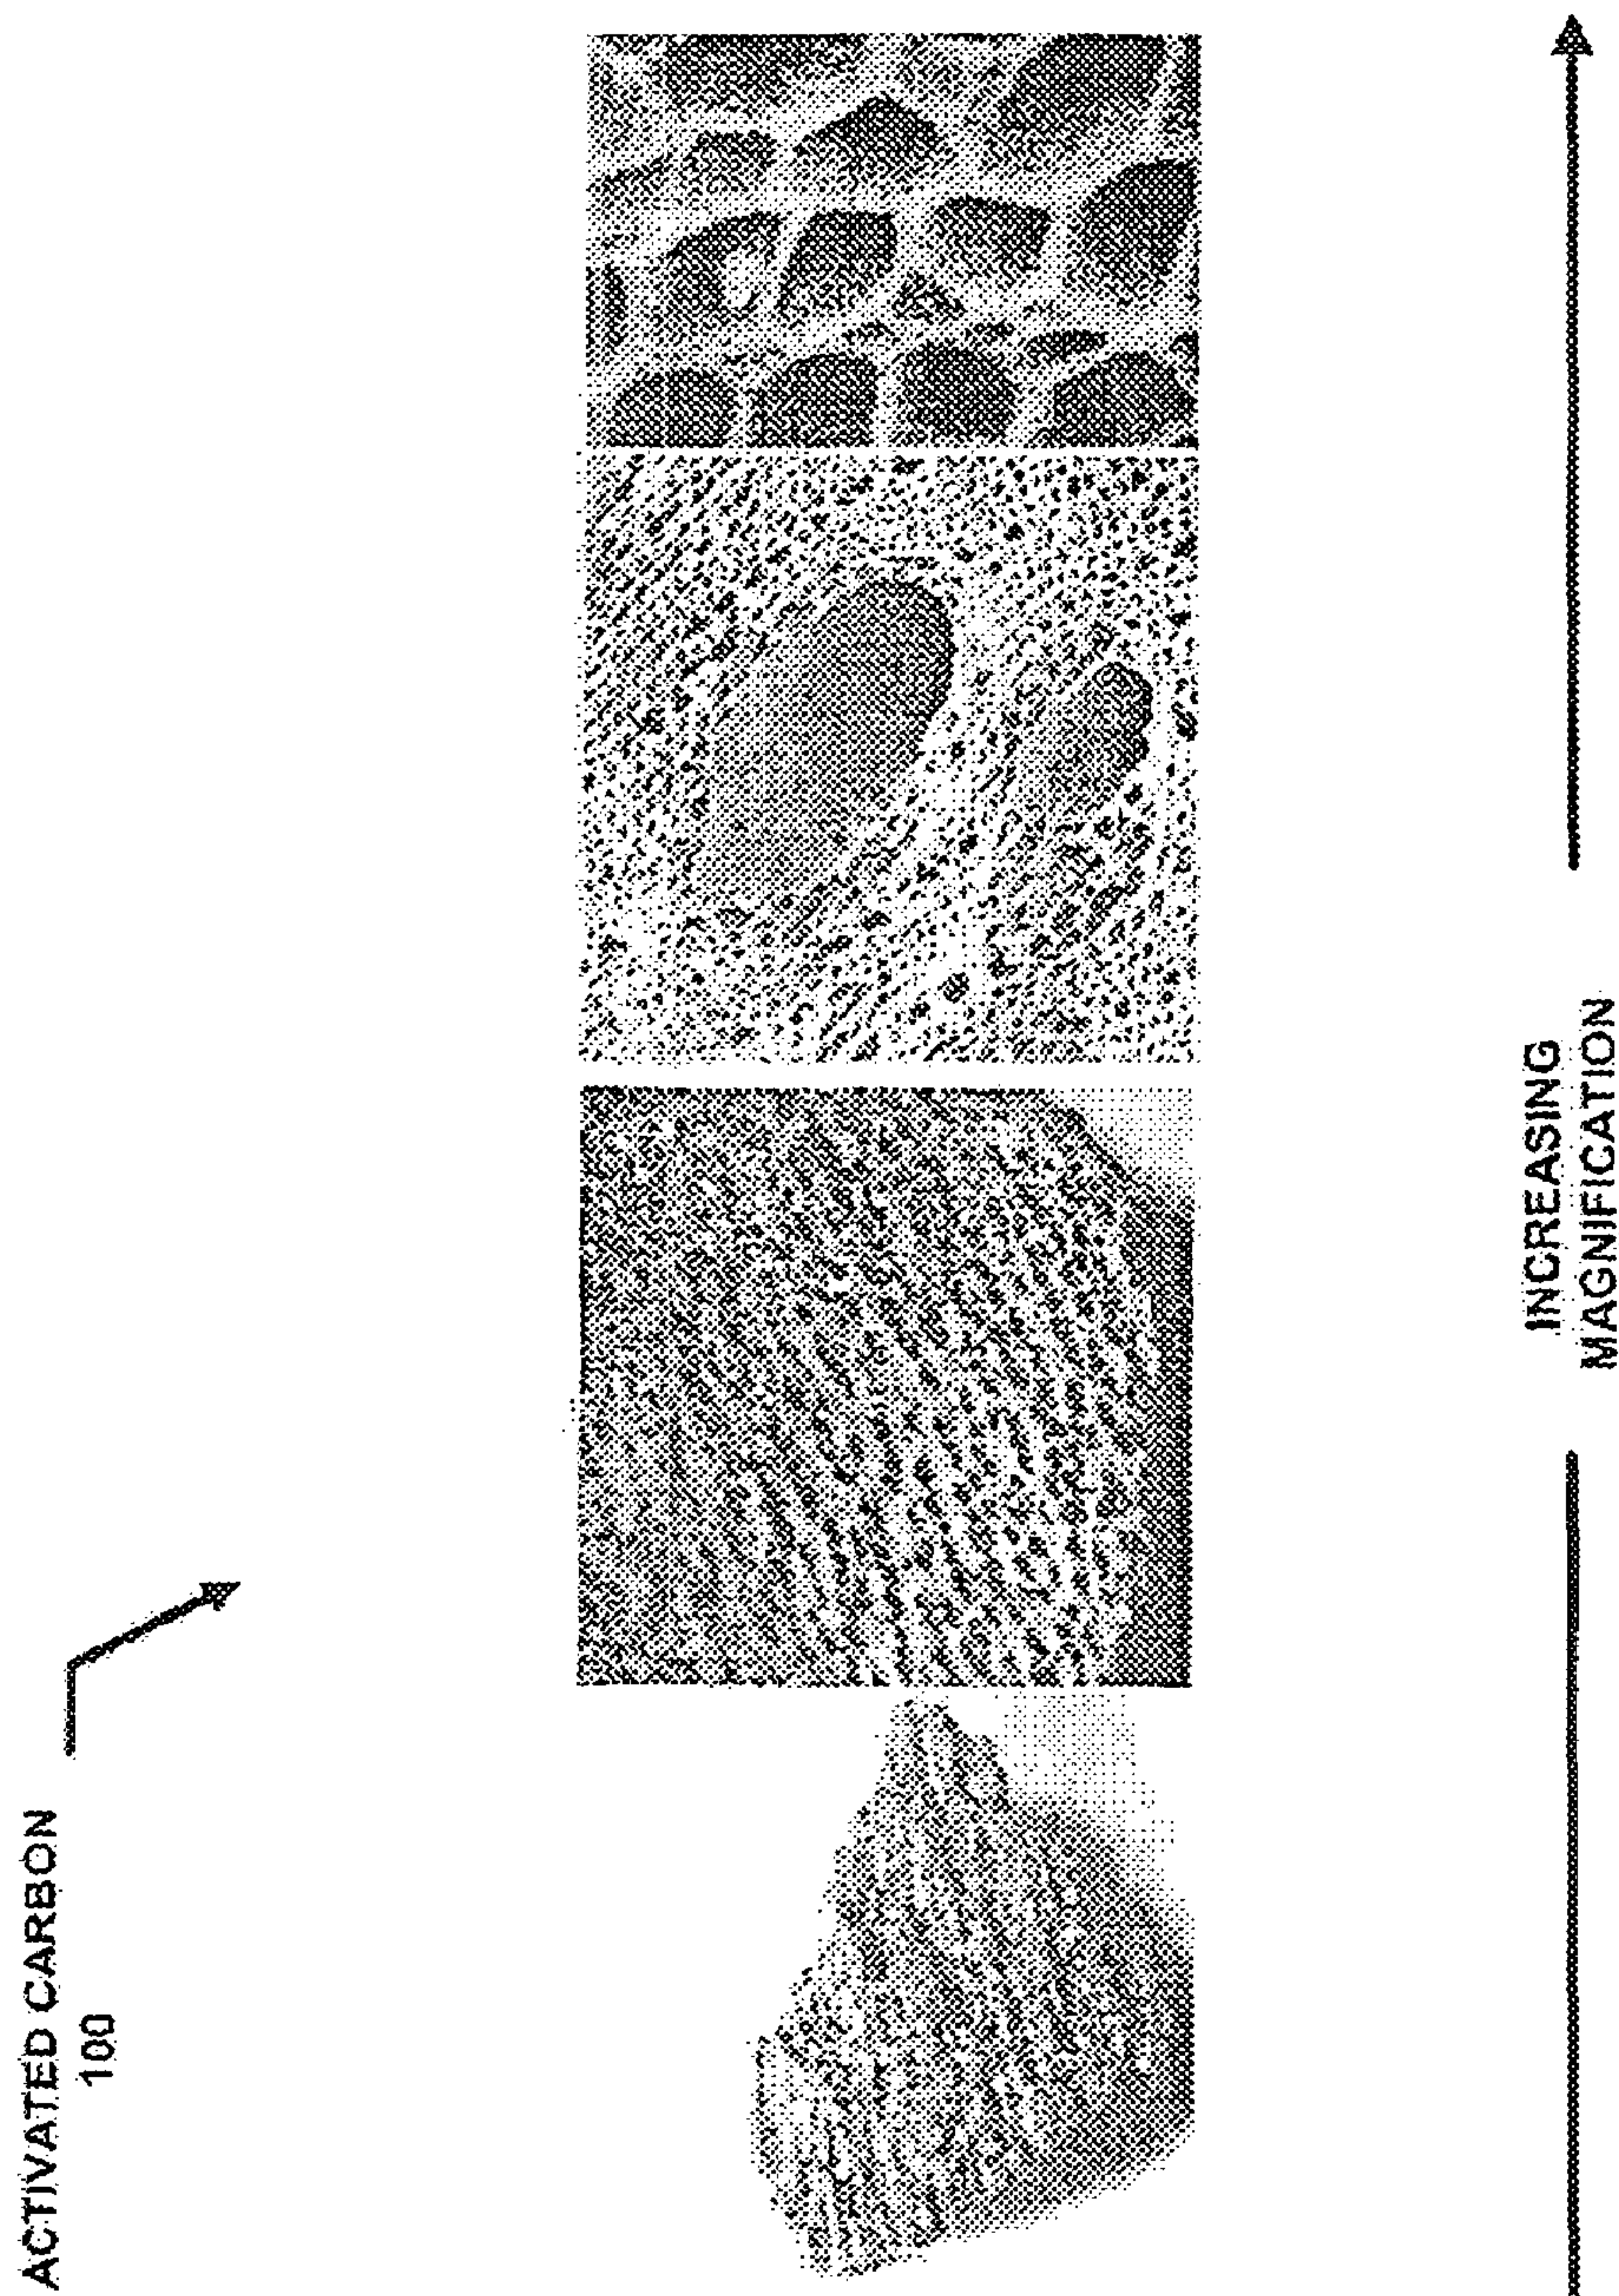 ACTIVATED CARBON
100
INCREASING
MAGNIFICATION